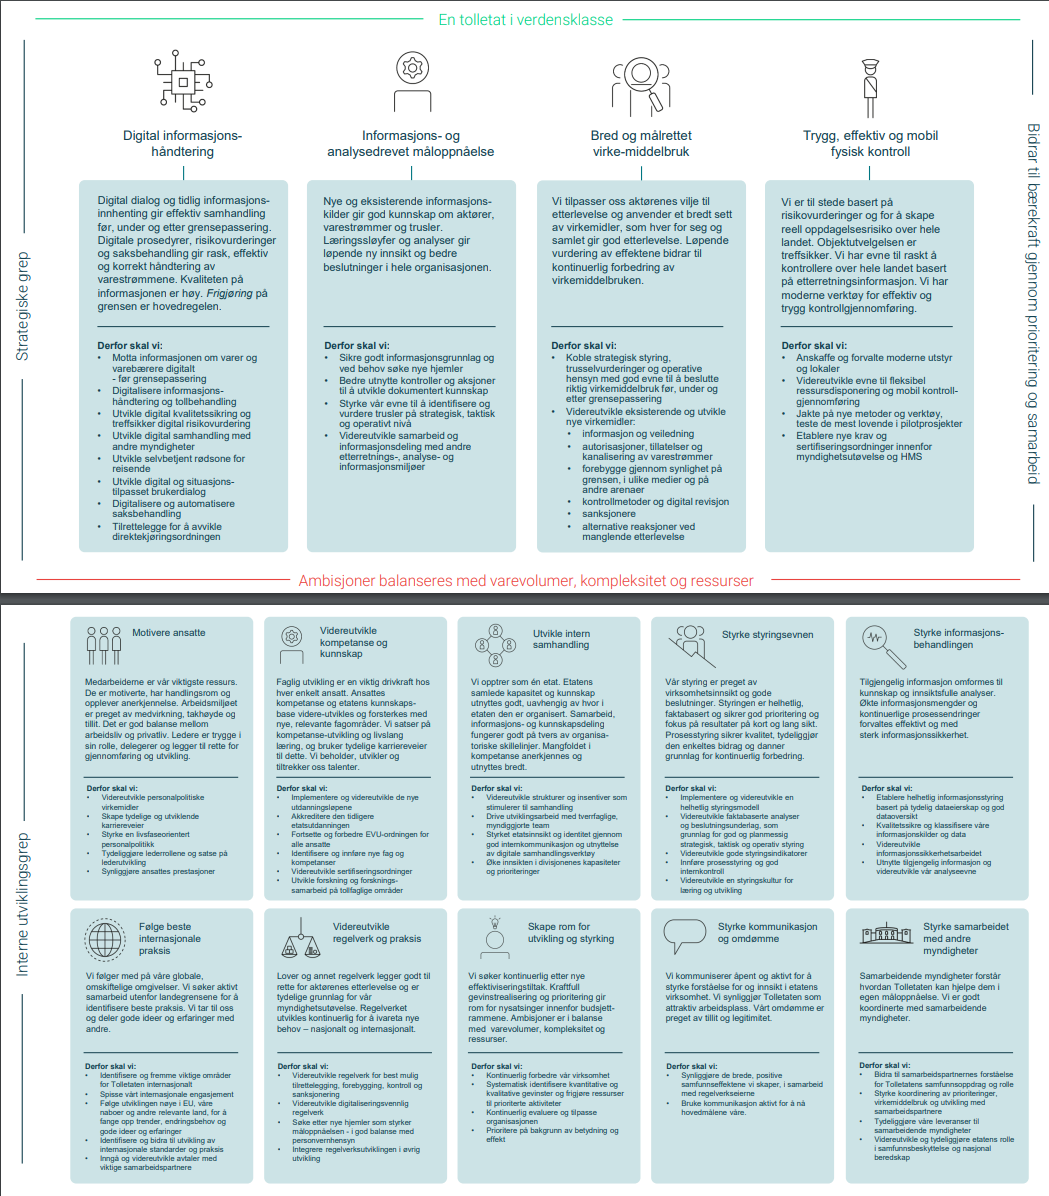 En tolletat i verdensklasse
Strategiske grep
Bidrar til bærekraft gjennom prioritering og samarbeid
Digital informasjons-
håndtering
Digital dialog og tidlig informasjons-
innhenting gir effektiv samhandling
før, under og etter grensepassering.
Digitale prosedyrer, risikovurderinger
og saksbehandling gir rask, effektiv
og korrekt håndtering av
varestrømmene. Kvaliteten på
informasjonen er høy. Frigjøring på
grensen er hovedregelen.
Derfor skal vi:
• Motta informasjonen om varer og
varebærere digitalt
- før grensepassering
• Digitalisere informasjons-
håndtering og tollbehandling
• Utvikle digital kvalitetssikring og
treffsikker digital risikovurdering
• Utvikle digital samhandling med
andre myndigheter
• Utvikle selvbetjent rødsone for
reisende
• Utvikle digital og situasjons-
tilpasset brukerdialog
• Digitalisere og automatisere
saksbehandling
• Tilrettelegge for å avvikle
direktekjøringsordningen
Informasjons- og
analysedrevet måloppnåelse
Nye og eksisterende informasjons-
kilder gir god kunnskap om aktører,
varestrømmer og trusler.
Læringssløyfer og analyser gir
løpende ny innsikt og bedre
beslutninger i hele organisasjonen.
Derfor skal vi:
• Sikre godt informasjonsgrunnlag og
ved behov søke nye hjemler
• Bedre utnytte kontroller og aksjoner
til å utvikle dokumentert kunnskap
• Styrke vår evne til å identifisere og
vurdere trusler på strategisk, taktisk
og operativt nivå
• Videreutvikle samarbeid og
informasjonsdeling med andre
etterretnings-, analyse- og
informasjonsmiljøer
Bred og målrettet
virke-middelbruk
Vi tilpasser oss aktørenes vilje til
etterlevelse og anvender et bredt sett
av virkemidler, som hver for seg og
samlet gir god etterlevelse. Løpende
vurdering av effektene bidrar til
kontinuerlig forbedring av
virkemiddelbruken.
Derfor skal vi:
• Koble strategisk styring,
trusselvurderinger og operative
hensyn med god evne til å beslutte
riktig virkemiddelbruk før, under og
etter grensepassering
• Videreutvikle eksisterende og utvikle
nye virkemidler:
• informasjon og veiledning
• autorisasjoner, tillatelser og
kanalisering av varestrømmer
• forebygge gjennom synlighet på
grensen, i ulike medier og på
andre arenaer
• kontrollmetoder og digital revisjon
• sanksjonere
• alternative reaksjoner ved
manglende etterlevelse
Trygg, effektiv og mobil
fysisk kontroll
Vi er til stede basert på
risikovurderinger og for å skape
reell oppdagelsesrisiko over hele
landet. Objektutvelgelsen er
treffsikker. Vi har evne til raskt å
kontrollere over hele landet basert
på etterretningsinformasjon. Vi har
moderne verktøy for effektiv og
trygg kontrollgjennomføring.
Derfor skal vi:
• Anskaffe og forvalte moderne utstyr
og lokaler
• Videreutvikle evne til fleksibel
ressursdisponering og mobil kontroll-
gjennomføring
• Jakte på nye metoder og verktøy,
teste de mest lovende i pilotprosjekter
• Etablere nye krav og
sertifiseringsordninger innenfor
myndighetsutøvelse og HMS
Ambisjoner balanseres med varevolumer, kompleksitet og ressurser
Interne utviklingsgrep
Motivere ansatte
Medarbeiderne er vår viktigste ressurs.
De er motiverte, har handlingsrom og
opplever anerkjennelse. Arbeidsmiljøet
er preget av medvirkning, takhøyde og
tillit. Det er god balanse mellom
arbeidsliv og privatliv. Ledere er trygge i
sin rolle, delegerer og legger til rette for
gjennomføring og utvikling.
Derfor skal vi:
• Videreutvikle personalpolitiske
virkemidler
• Skape tydelige og utviklende
karriereveier
• Styrke en livsfaseorientert
personalpolitikk
• Tydeliggjøre lederrollene og satse på
lederutvikling
• Synliggjøre ansattes prestasjoner
Videreutvikle
kompetanse og
kunnskap
Faglig utvikling er en viktig drivkraft hos
hver enkelt ansatt. Ansattes
kompetanse og etatens kunnskaps-
base videre-utvikles og forsterkes med
nye, relevante fagområder. Vi satser på
kompetanse-utvikling og livslang
læring, og bruker tydelige karriereveier
til dette. Vi beholder, utvikler og
tiltrekker oss talenter.
Derfor skal vi:
• Implementere og videreutvikle de nye
utdanningsløpene
• Akkreditere den tidligere
etatsutdanningen
• Fortsette og forbedre EVU-ordningen for
alle ansatte
• Identifisere og innføre nye fag og
kompetanser
• Videreutvikle sertifiseringsordninger
• Utvikle forskning og forsknings-
samarbeid på tollfaglige områder
Utvikle intern
samhandling
Vi opptrer som én etat. Etatens
samlede kapasitet og kunnskap
utnyttes godt, uavhengig av hvor i
etaten den er organisert. Samarbeid,
informasjons- og kunnskapsdeling
fungerer godt på tvers av organisa-
toriske skillelinjer. Mangfoldet i
kompetanse anerkjennes og
utnyttes bredt.
Derfor skal vi:
• Videreutvikle strukturer og insentiver som
stimulerer til samhandling
• Drive utviklingsarbeid med tverrfaglige,
myndiggjorte team
• Styrket etatsinnsikt og identitet gjennom
god internkommunikasjon og utnyttelse
av digitale samhandlingsverktøy
• Øke innsikten i divisjonenes kapasiteter
og prioriteringer
Styrke styringsevnen
Vår styring er preget av
virksomhetsinnsikt og gode
beslutninger. Styringen er helhetlig,
faktabasert og sikrer god prioritering og
fokus på resultater på kort og lang sikt.
Prosesstyring sikrer kvalitet, tydeliggjør
den enkeltes bidrag og danner
grunnlag for kontinuerlig forbedring.
Derfor skal vi:
• Implementere og videreutvikle en
helhetlig styringsmodell
• Videreutvikle faktabaserte analyser
og beslutningsunderlag, som
grunnlag for god og planmessig
strategisk, taktisk og operativ styring
• Videreutvikle gode styringsindikatorer
• Innføre prosesstyring og god
internkontroll
• Videreutvikle en styringskultur for
læring og utvikling
Styrke informasjons-
behandlingen
Tilgjengelig informasjon omformes til
kunnskap og innsiktsfulle analyser.
Økte informasjonsmengder og
kontinuerlige prosessendringer
forvaltes effektivt og med
sterk informasjonssikkerhet.
Derfor skal vi:
• Etablere helhetlig informasjonsstyring
basert på tydelig dataeierskap og god
dataoversikt
• Kvalitetssikre og klassifisere våre
informasjonskilder og data
• Videreutvikle
informasjonssikkerhetsarbeidet
• Utnytte tilgjengelig informasjon og
videreutvikle vår analyseevne
Følge beste
internasjonale
praksis
Vi følger med på våre globale,
omskiftelige omgivelser. Vi søker aktivt
samarbeid utenfor landegrensene for å
identifisere beste praksis. Vi tar til oss
og deler gode ideer og erfaringer med
andre.
Derfor skal vi:
• Identifisere og fremme viktige områder
for Tolletaten internasjonalt
• Spisse vårt internasjonale engasjement
• Følge utviklingen nøye i EU, våre
naboer og andre relevante land, for å
fange opp trender, endringsbehov og
gode ideer og erfaringer
• Identifisere og bidra til utvikling av
internasjonale standarder og praksis
• Inngå og videreutvikle avtaler med
viktige samarbeidspartnere
Videreutvikle
regelverk og praksis
Lover og annet regelverk legger godt til
rette for aktørenes etterlevelse og er
tydelige grunnlag for vår
myndighetsutøvelse. Regelverket
utvikles kontinuerlig for å ivareta nye
behov – nasjonalt og internasjonalt.
Derfor skal vi:
• Videreutvikle regelverk for best mulig
tilrettelegging, forebygging, kontroll og
sanksjonering
• Videreutvikle digitaliseringsvennlig
regelverk
• Søke etter nye hjemler som styrker
måloppnåelsen - i god balanse med
personvernhensyn
• Integrere regelverksutviklingen i øvrig
utvikling
Skape rom for
utvikling og styrking
Vi søker kontinuerlig etter nye
effektiviseringstiltak. Kraftfull
gevinstrealisering og prioritering gir
rom for nysatsinger innenfor budsjett-
rammene. Ambisjoner er i balanse
med varevolumer, kompleksitet og
ressurser.
Derfor skal vi:
• Kontinuerlig forbedre vår virksomhet
• Systematisk identifisere kvantitative og
kvalitative gevinster og frigjøre ressurser
til prioriterte aktiviteter
• Kontinuerlig evaluere og tilpasse
organisasjonen
• Prioritere på bakgrunn av betydning og
effekt
Styrke kommunikasjon
og omdømme
Vi kommuniserer åpent og aktivt for å
styrke forståelse for og innsikt i etatens
virksomhet. Vi synliggjør Tolletaten som
attraktiv arbeidsplass. Vårt omdømme er
preget av tillit og legitimitet.
Derfor skal vi:
• Synliggjøre de brede, positive
samfunnseffektene vi skaper, i samarbeid
med regelverkseierne
• Bruke kommunikasjon aktivt for å nå
hovedmålene våre.
Styrke samarbeidet
med andre
myndigheter
Samarbeidende myndigheter forstår
hvordan Tolletaten kan hjelpe dem i
egen måloppnåelse. Vi er godt
koordinerte med samarbeidende
myndigheter.
Derfor skal vi:
• Bidra til samarbeidspartnernes forståelse
for Tolletatens samfunnsoppdrag og rolle
• Styrke koordinering av prioriteringer,
virkemiddelbruk og utvikling med
samarbeidspartnere
• Tydeliggjøre våre leveranser til
samarbeidende myndigheter
• Videreutvikle og tydeliggjøre etatens rolle
i samfunnsbeskyttelse og nasjonal
beredskap